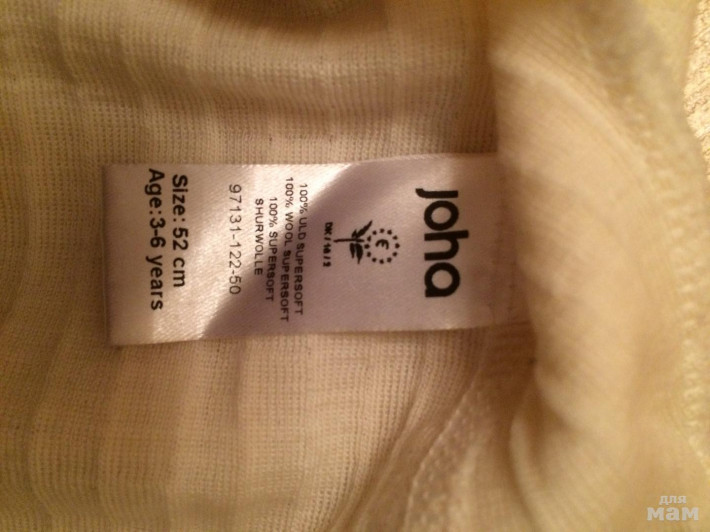 joha
€
DK/16/2
100% ULD SUPERSOFT
100% WOOL SUPERSOFT
100% SUPERSOFT
SHURWOLLE
97131-122-50
Size: 52 cm
Age:3-6 years
для
мам